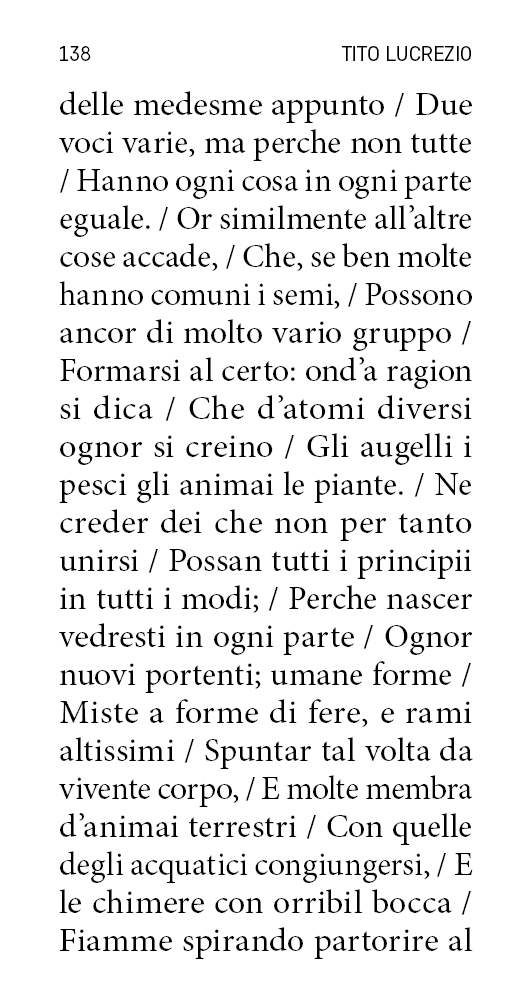 138 TITO LUCREZIO
delle medesme appunto / Due
voci varie, ma perche non tutte
/ Hanno ogni cosa in ogni parte
eguale. / Or similmente all’altre
cose accade, / Che, se ben molte
hanno comuni i semi, / Possono
ancor di molto vario gruppo /
Formarsi al certo: ond’a ragion
si dica / Che d’atomi diversi
ognor si creino / Gli augelli i
pesci gli animai le piante. / Ne
creder dei che non per tanto
unirsi / Possan tutti i principii
in tutti i modi; / Perche nascer
vedresti in ogni parte / Ognor
nuovi portenti; umane forme /
Miste a forme di fere, e rami
altissimi / Spuntar tal volta da
vivente corpo, / E molte membra
d’animai terrestri / Con quelle
degli acquatici congiungersi, / E
le chimere con orribil bocca /
Fiamme spirando partorire al